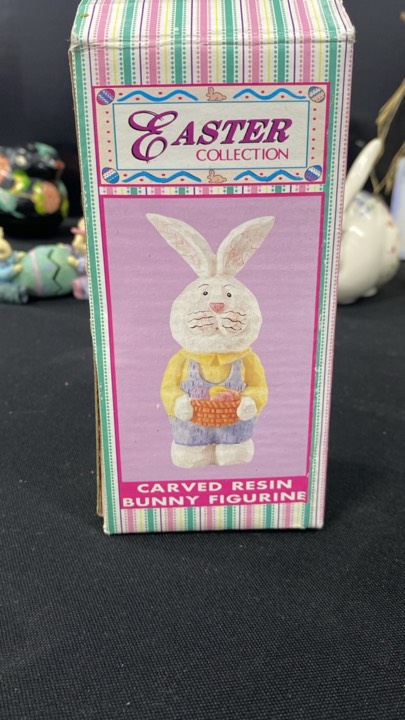 EASTER
COLLECTION
CARVED RESIN
BUNNY FIGURINE